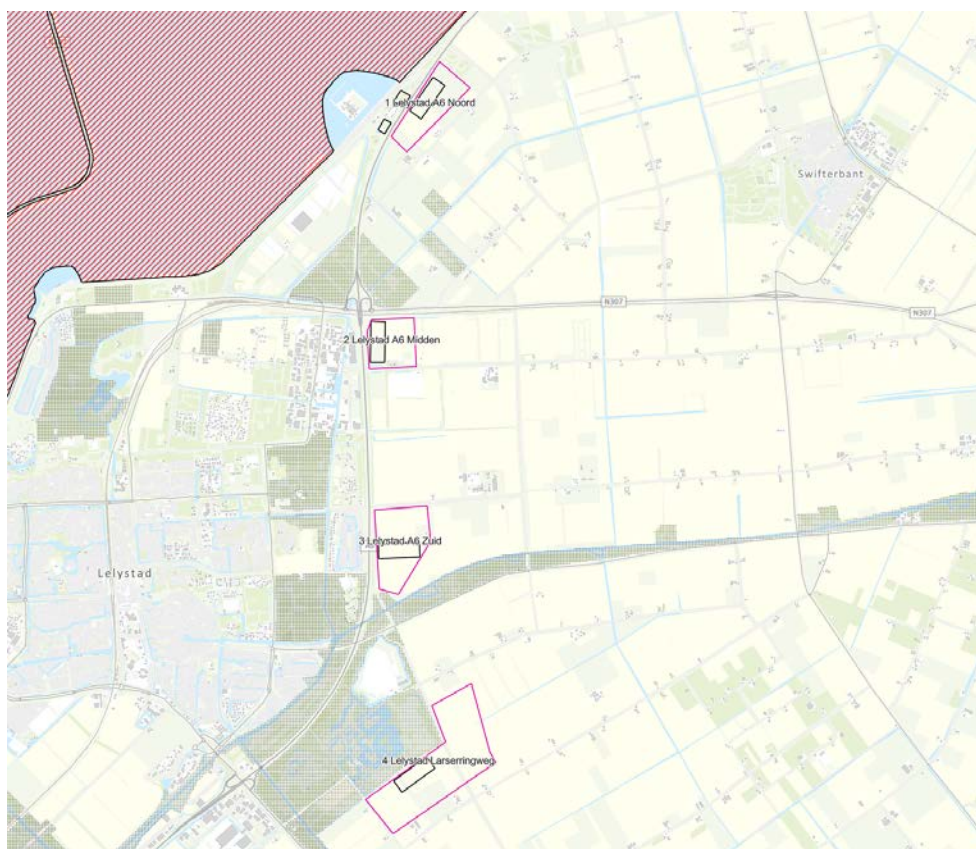 1 Lelystad A6 Noord
Swifterbant
N307
N307
2 Lelystad A6 Midden
3 Lelystad A6 Zuid
Lelystad
4 Lelystad Larserringweg